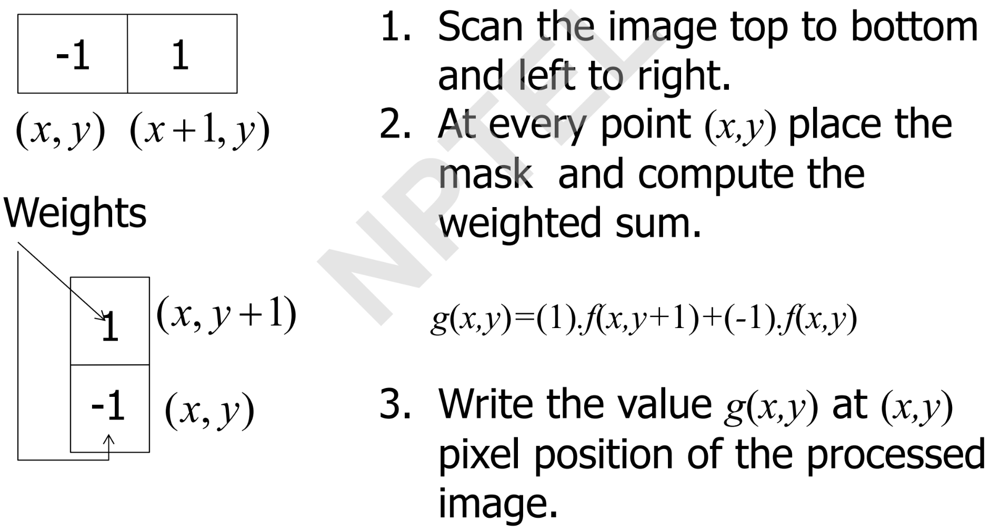 -1 1
(x, y) (x+1, y)
Weights
1 (x, y+1)
-1 (x, y)
1. Scan the image top to bottom
and left to right.
2. At every point (x,y) place the
mask and compute the
weighted sum.
g(x,y)=(1).f(x,y+1)+(-1).f(x,y)
3. Write the value g(x,y) at (x,y)
pixel position of the processed
image.
NPTEL